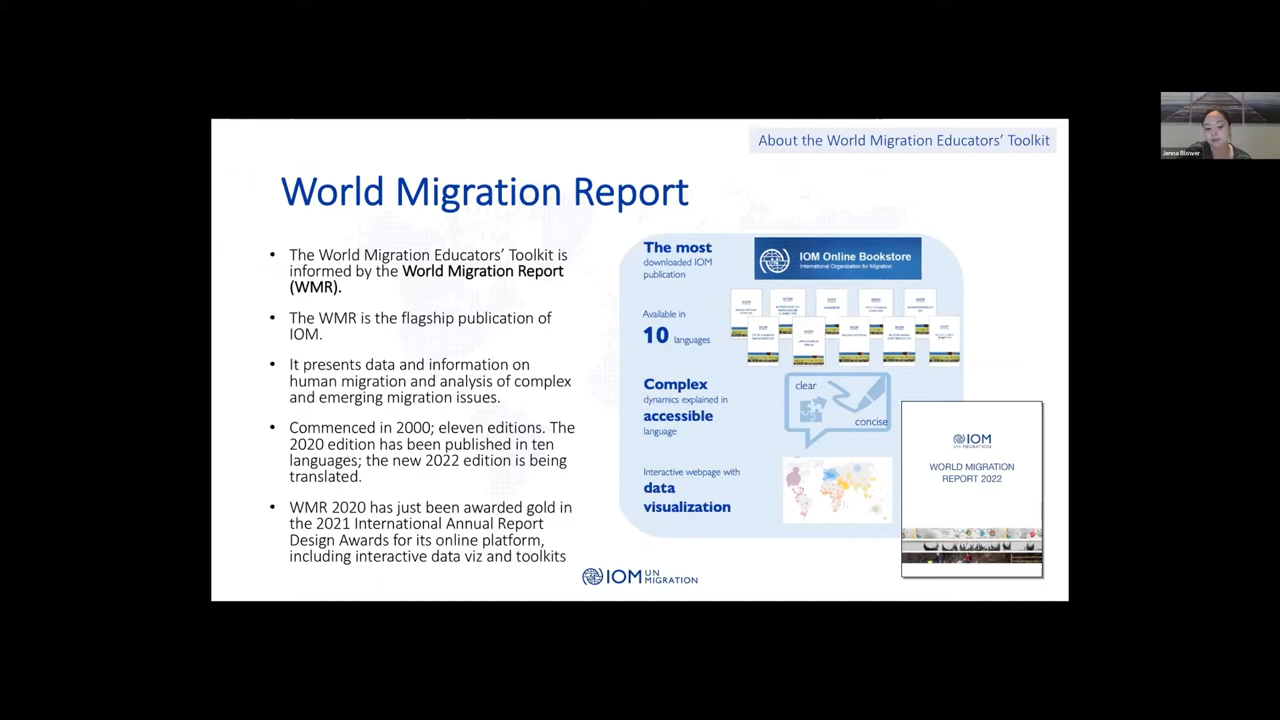 About the World Migration Educators' Toolkit
Jenna Blower
World Migration Report
• The World Migration Educators' Toolkit is
informed by the World Migration Report
(WMR).
• The WMR is the flagship publication of
IOM.
• It presents data and information on
human migration and analysis of complex
and emerging migration issues.
• Commenced in 2000; eleven editions. The
2020 edition has been published in ten
languages; the new 2022 edition is being
translated.
• WMR 2020 has just been awarded gold in
the 2021 International Annual Report
Design Awards for its online platform,
including interactive data viz and toolkits
The most
downloaded IOM
publication
IOM Online Bookstore
International Organization for Migration
Available in
10 languages
Complex
dynamics explained in
accessible
language
clear
concise
Interactive webpage with
data
visualization
IOM
UN MIGRATION
WORLD MIGRATION
REPORT 2022
IOM UN
MIGRATION